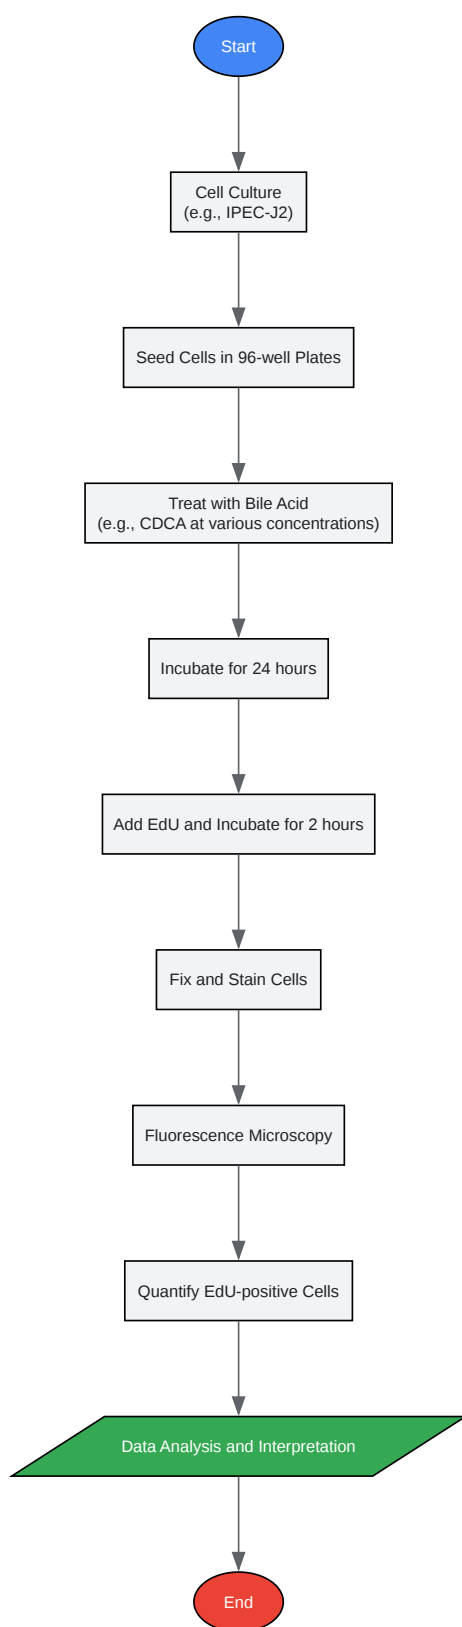 Start
Cell Culture
(e.g., IPEC-J2)
Seed Cells in 96-well Plates
Treat with Bile Acid
(e.g., CDCA at various concentrations)
Incubate for 24 hours
Add EdU and Incubate for 2 hours
Fix and Stain Cells
Fluorescence Microscopy
Quantify EdU-positive Cells
Data Analysis and Interpretation
End